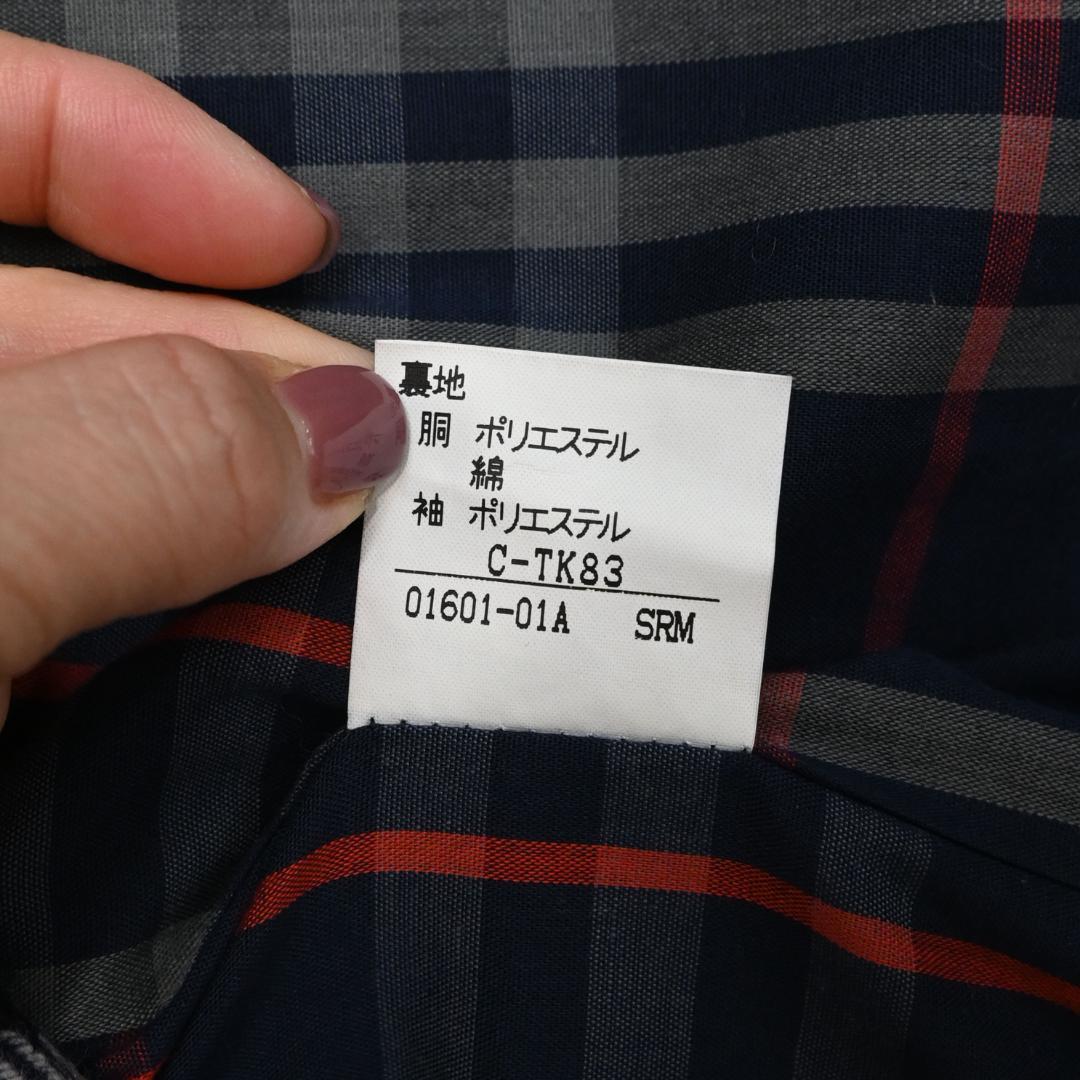 裏地
胴 ポリエステル
綿
袖 ポリエステル
C-TK83
01601-01A SRM